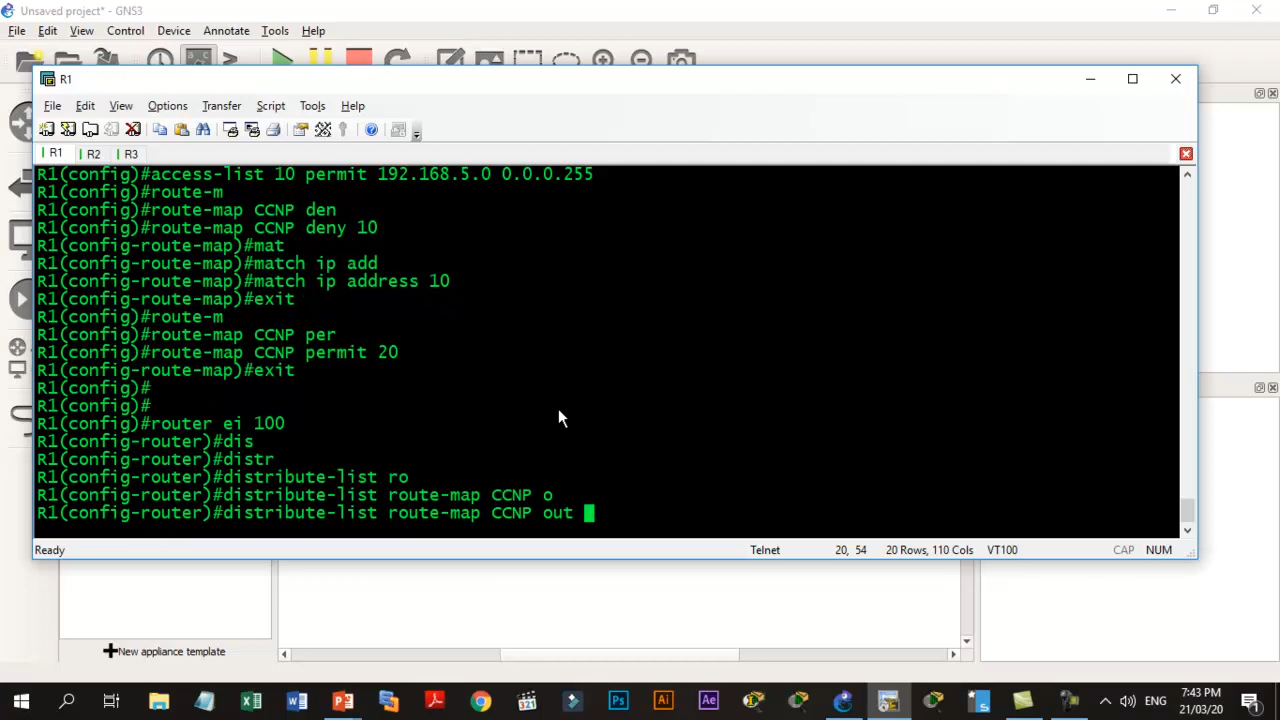 Unsaved project* - GNS3
File Edit View Control Device Annotate Tools Help
R1
File Edit View Options Transfer Script Tools Help
R1 R2 R3
R1(config)#access-list 10 permit 192.168.5.0 0.0.0.255
R1(config)#route-m
R1(config)#route-map CCNP den
R1(config)#route-map CCNP deny 10
R1(config-route-map)#mat
R1(config-route-map)#match ip add
R1(config-route-map)#match ip address 10
R1(config-route-map)#exit
R1(config)#route-m
R1(config)#route-map CCNP per
R1(config)#route-map CCNP permit 20
R1(config-route-map)#exit
R1(config)#
R1(config)#
R1(config)#router ei 100
R1(config-router)#dis
R1(config-router)#distr
R1(config-router)#distribute-list ro
R1(config-router)#distribute-list route-map CCNP o
R1(config-router)#distribute-list route-map CCNP out
Ready Telnet 20, 54 20 Rows, 110 Cols VT100 CAP NUM
New appliance template
Ps Ai Ae ENG 7:43 PM
21/03/20 1